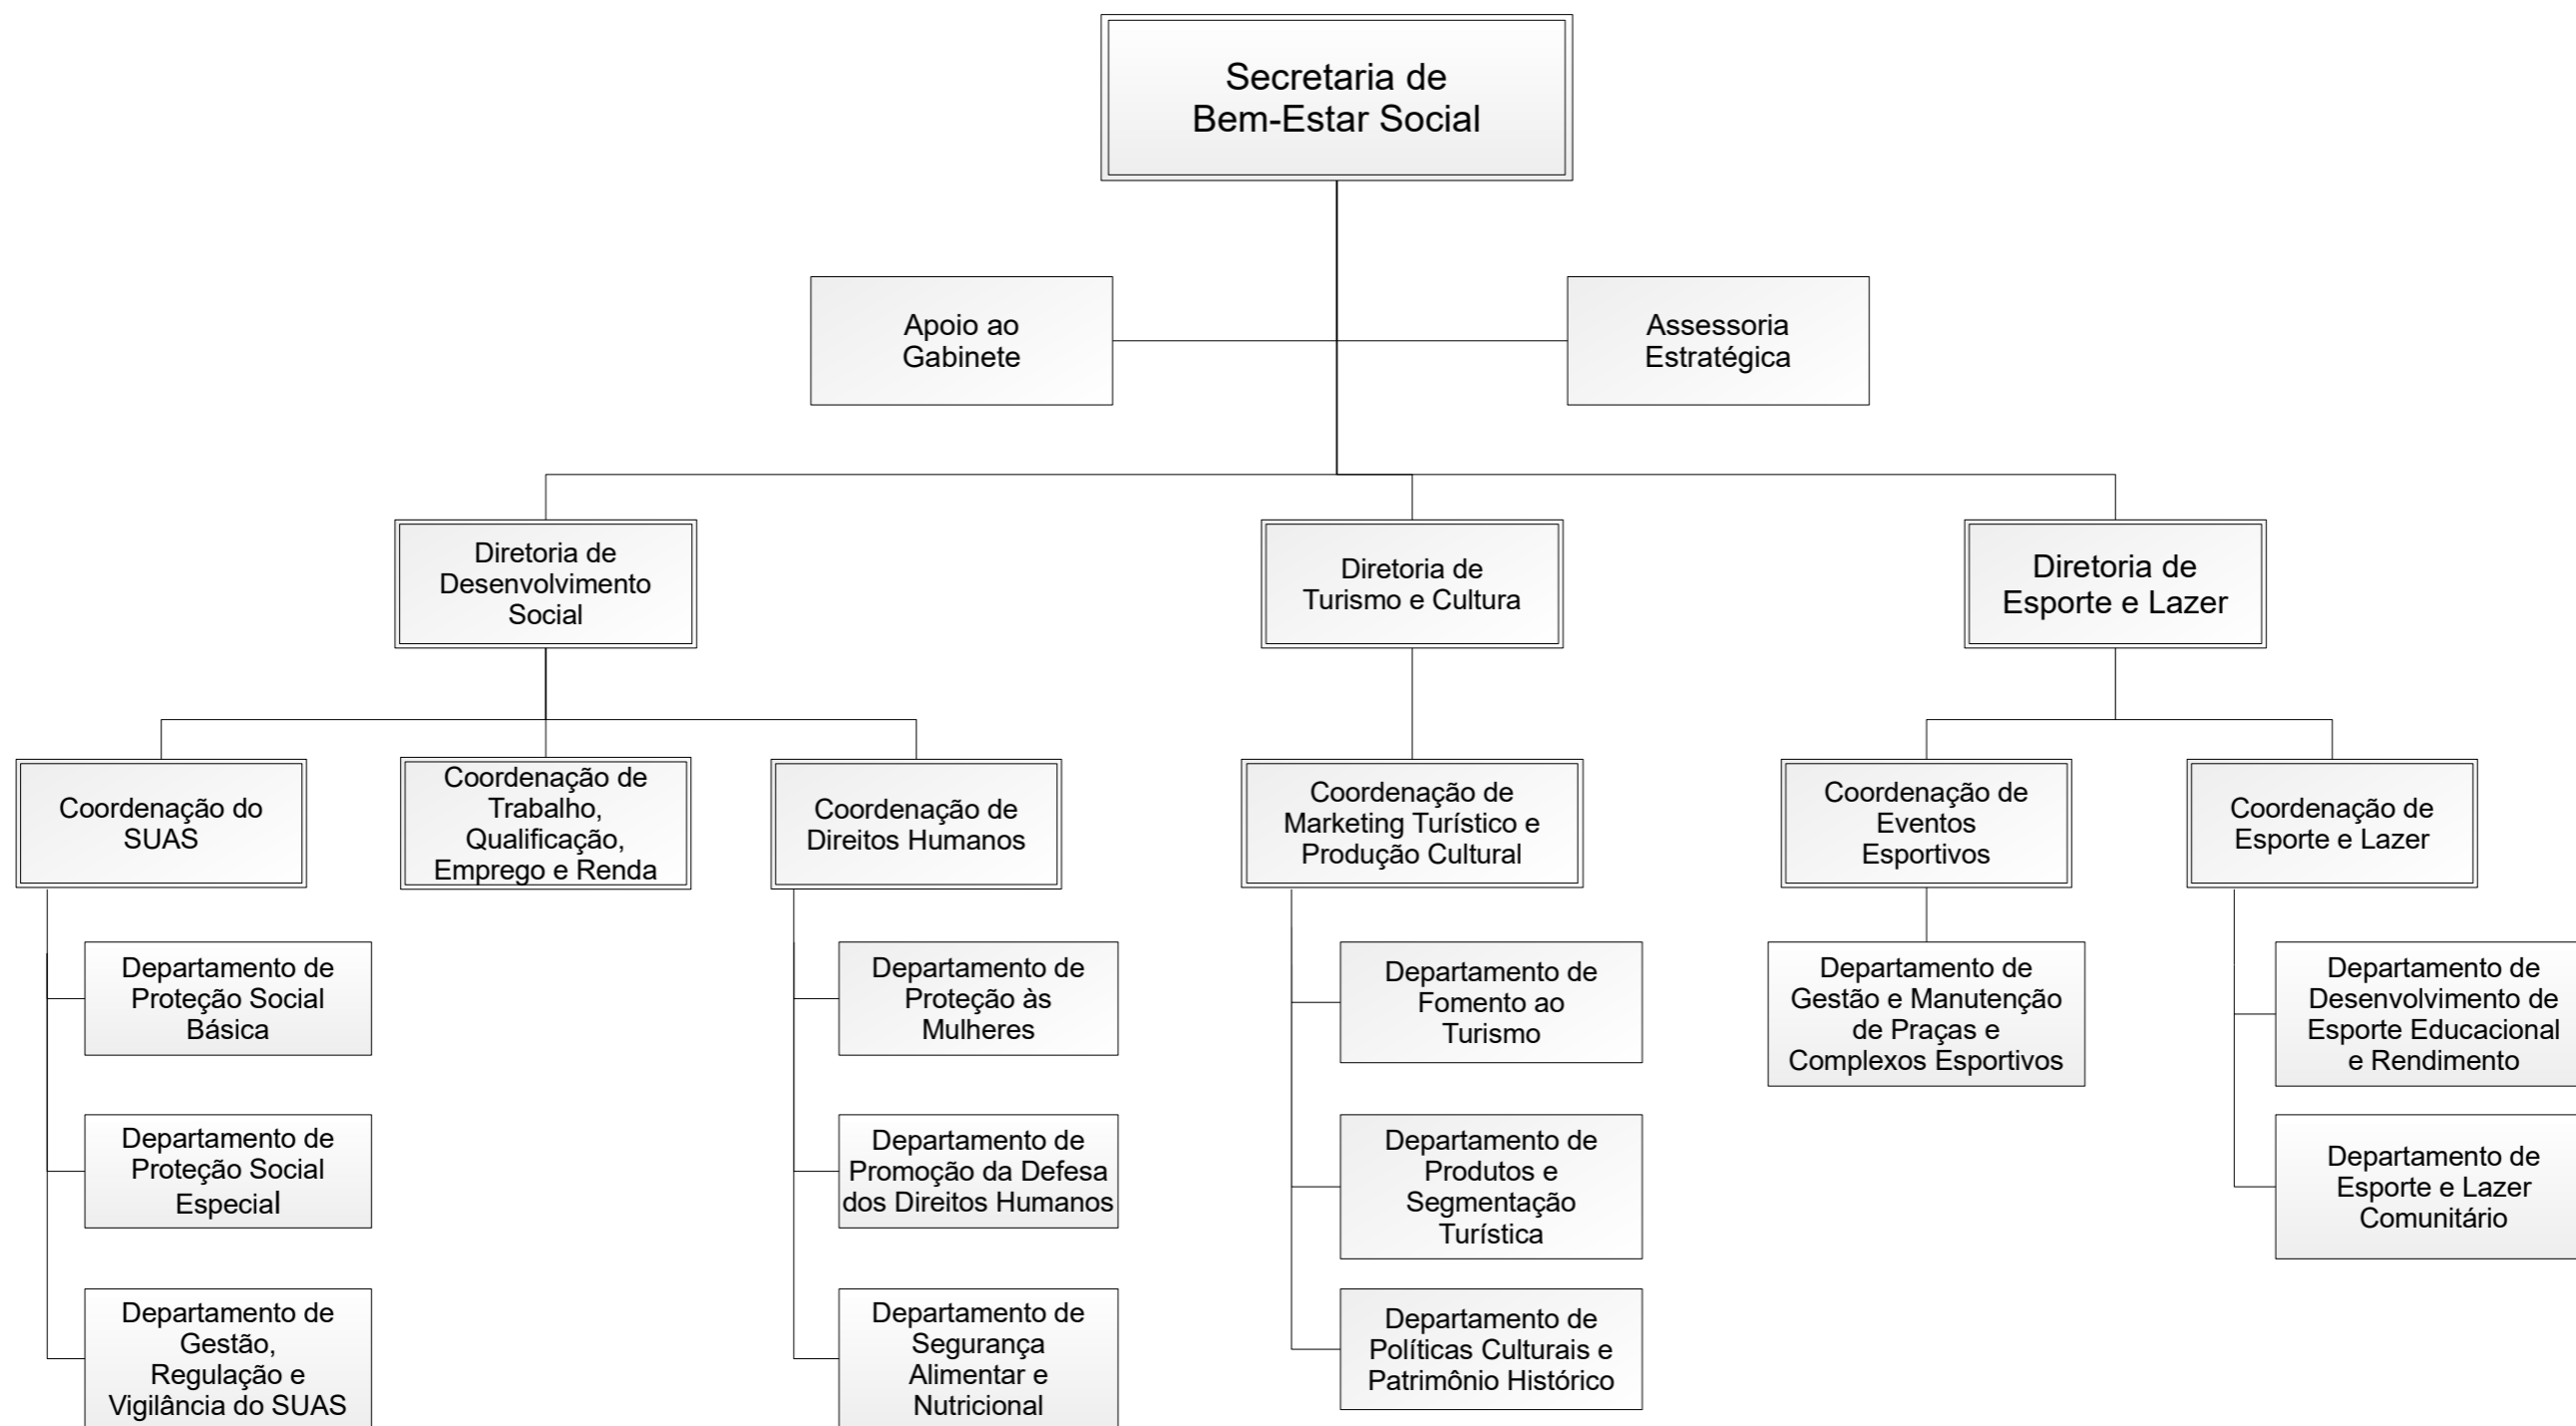 Secretaria de
Bem-Estar Social
Apoio ao
Gabinete
Assessoria
Estratégica
Diretoria de
Desenvolvimento
Social
Diretoria de
Turismo e Cultura
Diretoria de
Esporte e Lazer
Coordenação do
SUAS
Coordenação de
Trabalho,
Qualificação,
Emprego e Renda
Coordenação de
Direitos Humanos
Coordenação de
Marketing Turístico e
Produção Cultural
Coordenação de
Eventos
Esportivos
Coordenação de
Esporte e Lazer
Departamento de
Proteção Social
Básica
Departamento de
Proteção às
Mulheres
Departamento de
Fomento ao
Turismo
Departamento de
Gestão e Manutenção
de Praças e
Complexos Esportivos
Departamento de
Desenvolvimento de
Esporte Educacional
e Rendimento
Departamento de
Proteção Social
Especial
Departamento de
Promoção da Defesa
dos Direitos Humanos
Departamento de
Produtos e
Segmentação
Turística
Departamento de
Esporte e Lazer
Comunitário
Departamento de
Gestão,
Regulação e
Vigilância do SUAS
Departamento de
Segurança
Alimentar e
Nutricional
Departamento de
Políticas Culturais e
Patrimônio Histórico